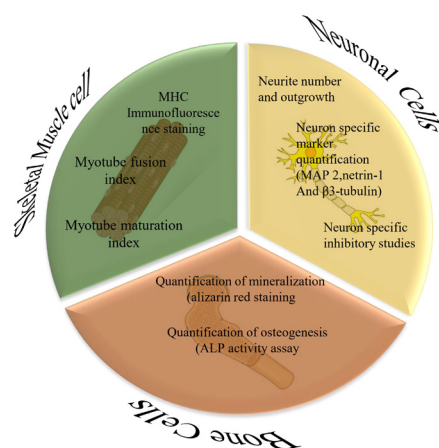 Skeletal Muscle cell
MHC
Immunofluoresce
nce staining
Myotube fusion
index
Myotube maturation
index
Neuronal Cells
Neurite number
and outgrowth
Neuron specific
marker
quantification
(MAP 2,netrin-1
And β3-tubulin)
Neuron specific
inhibitory studies
Quantification of mineralization
(alizarin red staining
Quantification of osteogenesis
(ALP activity assay
Bone Cells